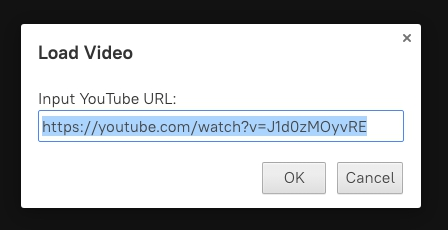 ×
Load Video
Input YouTube URL:
https://youtube.com/watch?v=J1d0zMOyvRE
OK Cancel